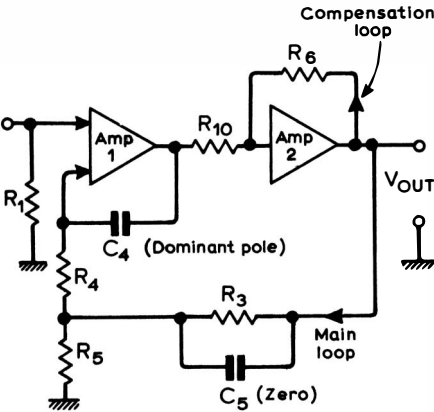 Compensation
loop
R6
Amp
1
R10
Amp
2
R1
VOUT
C4 (Dominant pole)
R4
R3
Main
loop
R5
C5 (Zero)